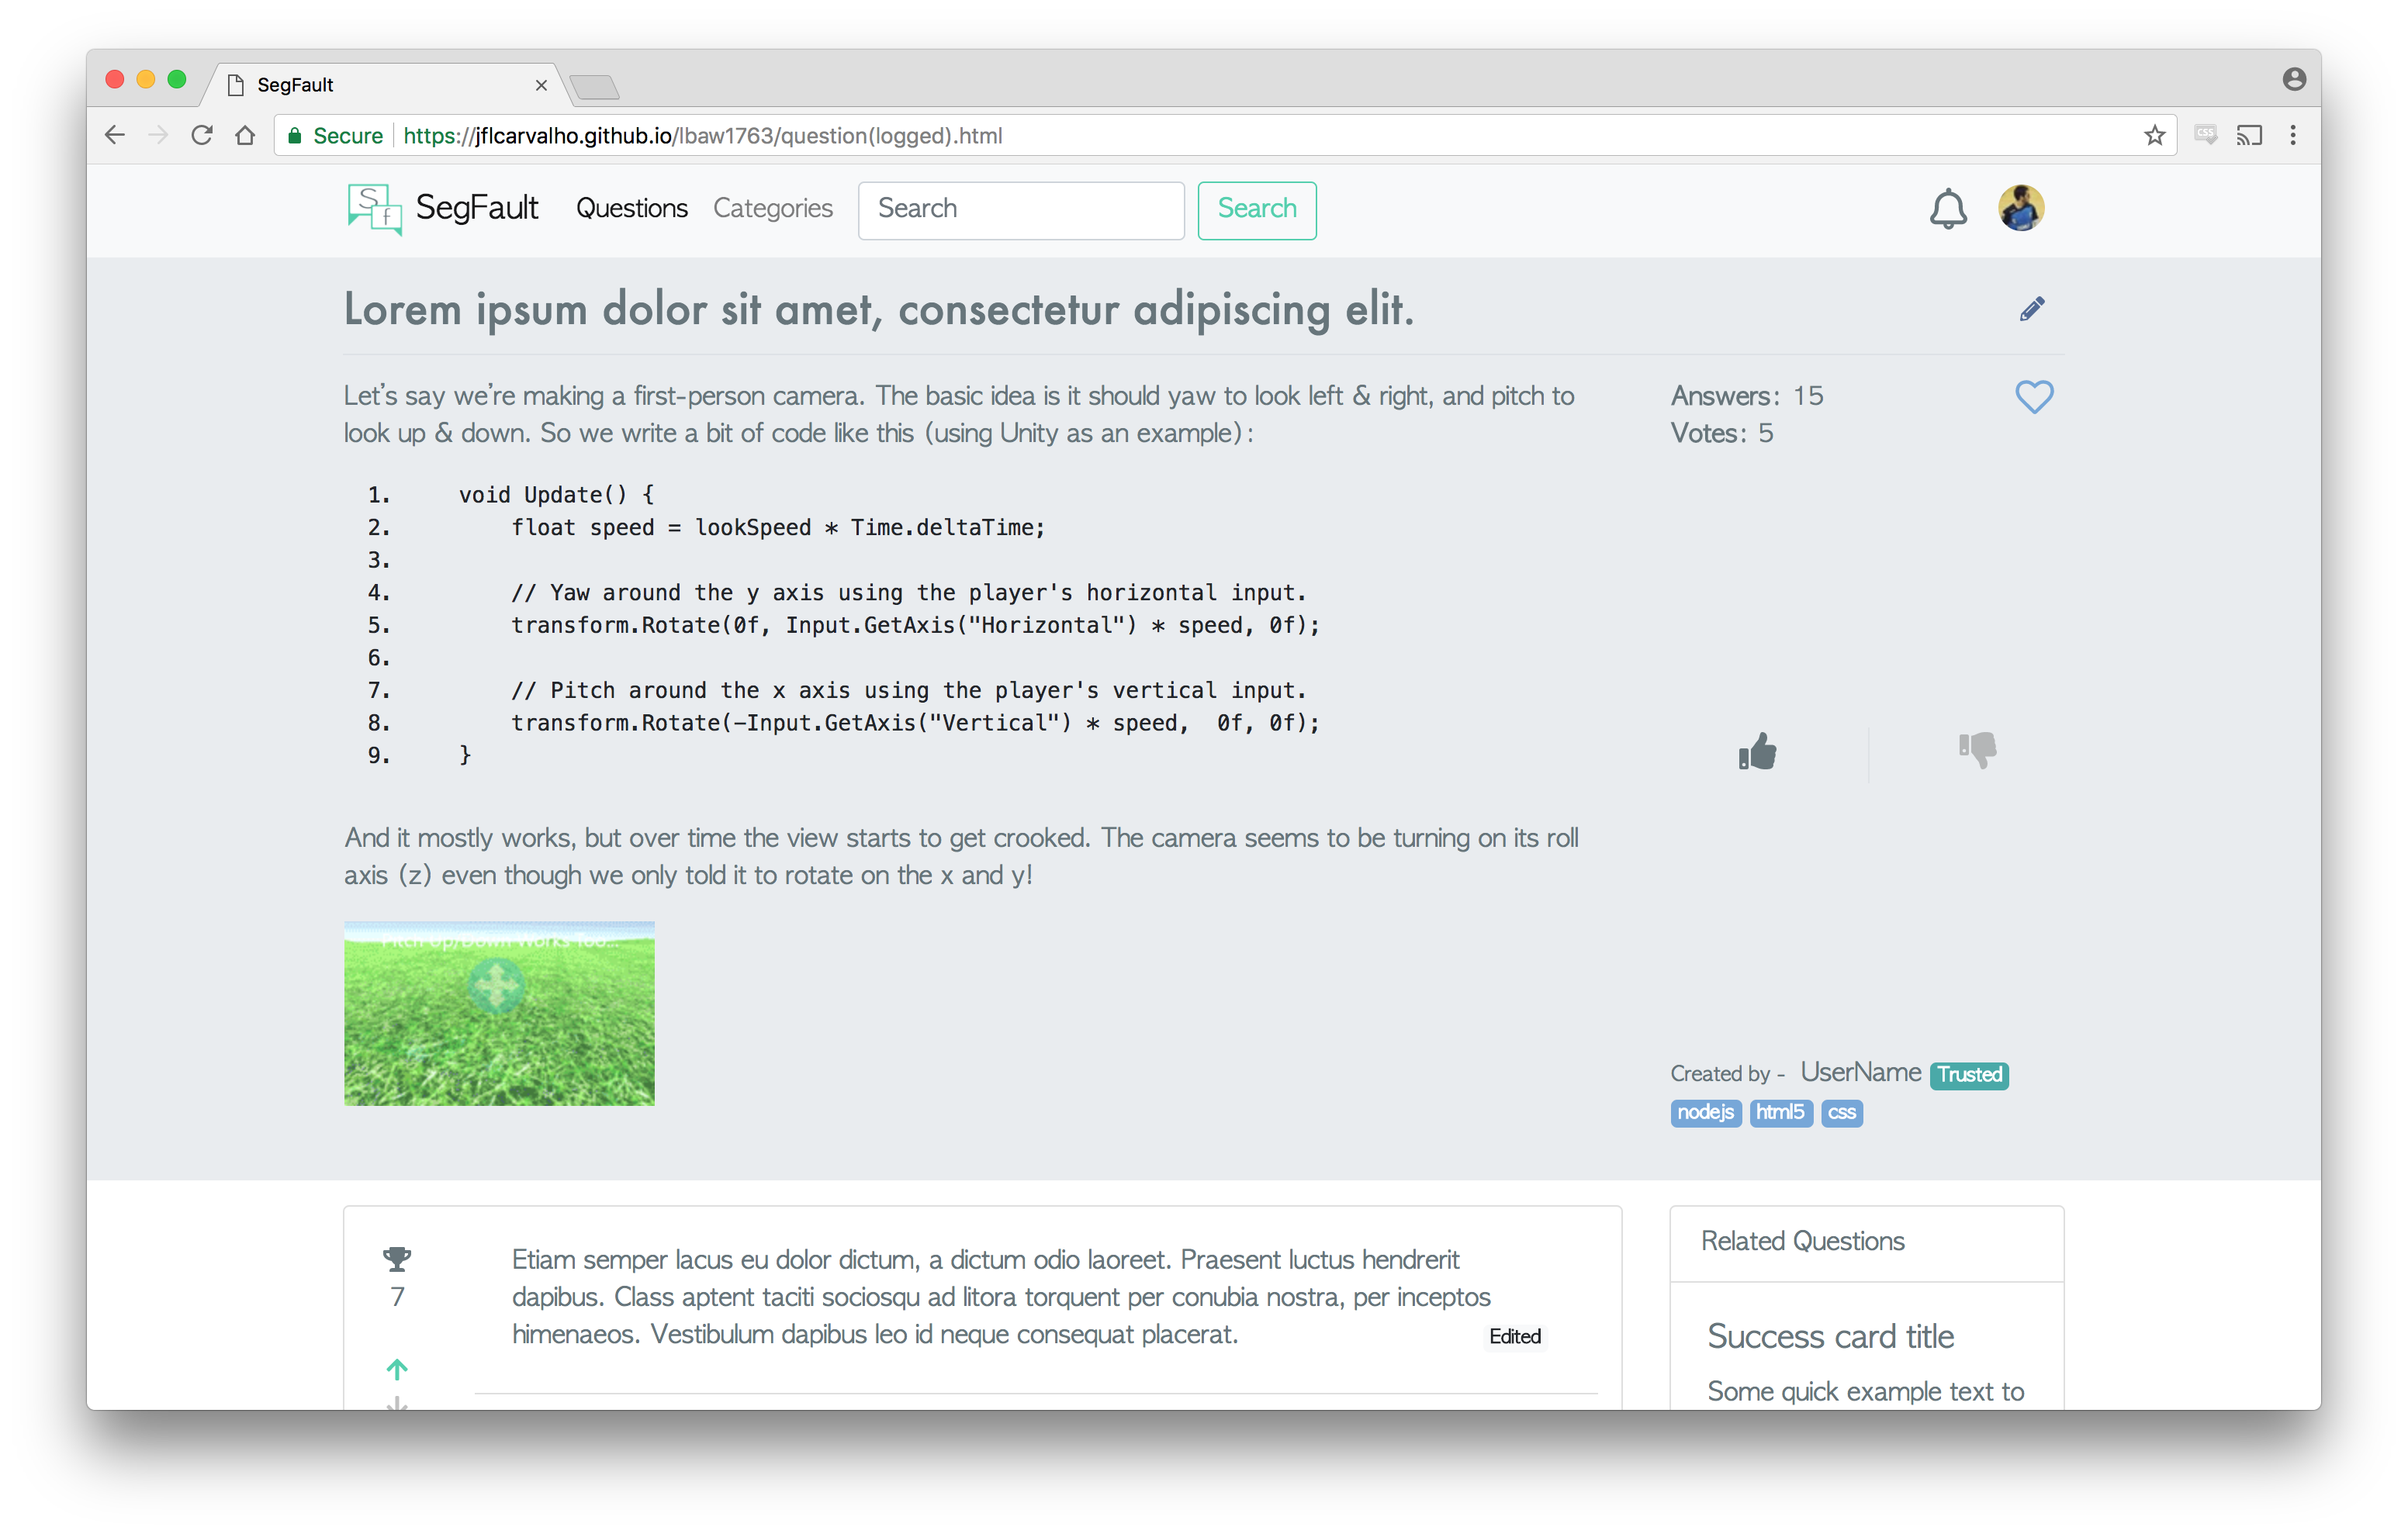 SegFault
Secure https://jflcarvalho.github.io/lbaw1763/question(logged).html
CSS
S f SegFault Questions Categories Search Search
Lorem ipsum dolor sit amet, consectetur adipiscing elit.
Let's say we're making a first-person camera. The basic idea is it should yaw to look left & right, and pitch to
look up & down. So we write a bit of code like this (using Unity as an example):
Answers: 15
Votes: 5
1. void Update() {
2. float speed = lookSpeed * Time.deltaTime;
3.
4. // Yaw around the y axis using the player's horizontal input.
5. transform.Rotate(0f, Input.GetAxis("Horizontal") * speed, 0f);
6.
7. // Pitch around the x axis using the player's vertical input.
8. transform.Rotate(-Input.GetAxis("Vertical") * speed,  0f, 0f);
9. }
And it mostly works, but over time the view starts to get crooked. The camera seems to be turning on its roll
axis (z) even though we only told it to rotate on the x and y!
Pitch Up/Down Works Too...
Created by - UserName Trusted
nodejs html5 css
7
Etiam semper lacus eu dolor dictum, a dictum odio laoreet. Praesent luctus hendrerit
dapibus. Class aptent taciti sociosqu ad litora torquent per conubia nostra, per inceptos
himenaeos. Vestibulum dapibus leo id neque consequat placerat.
Edited
Related Questions
Success card title
Some quick example text to